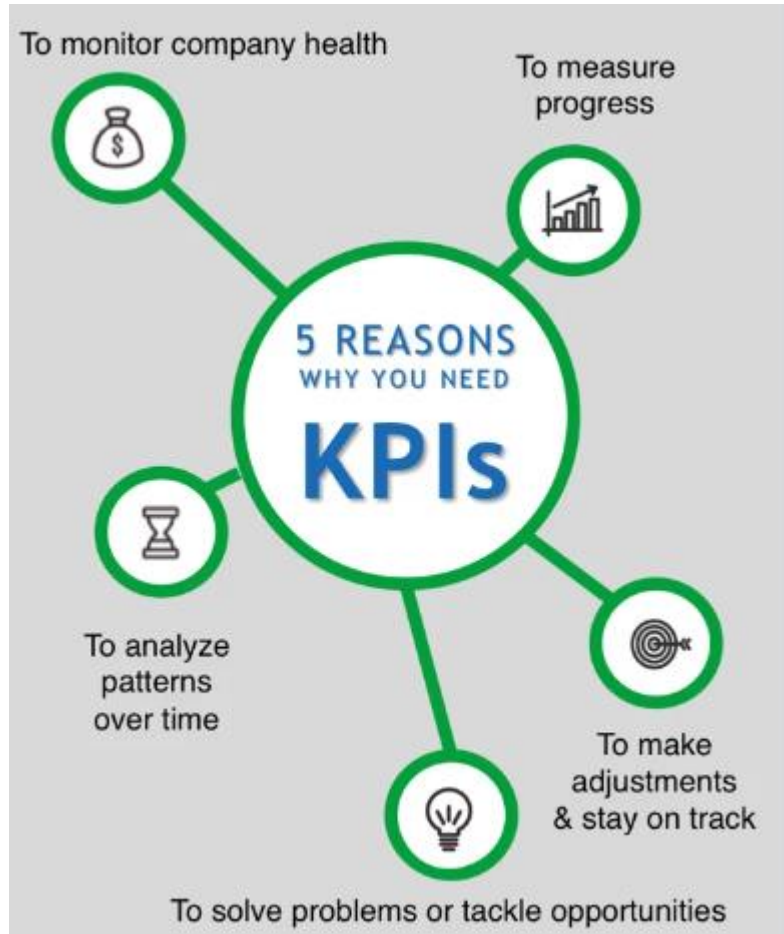 To monitor company health
To measure
progress
5 REASONS
WHY YOU NEED
KPIs
To analyze
patterns
over time
To make
adjustments
& stay on track
To solve problems or tackle opportunities
$